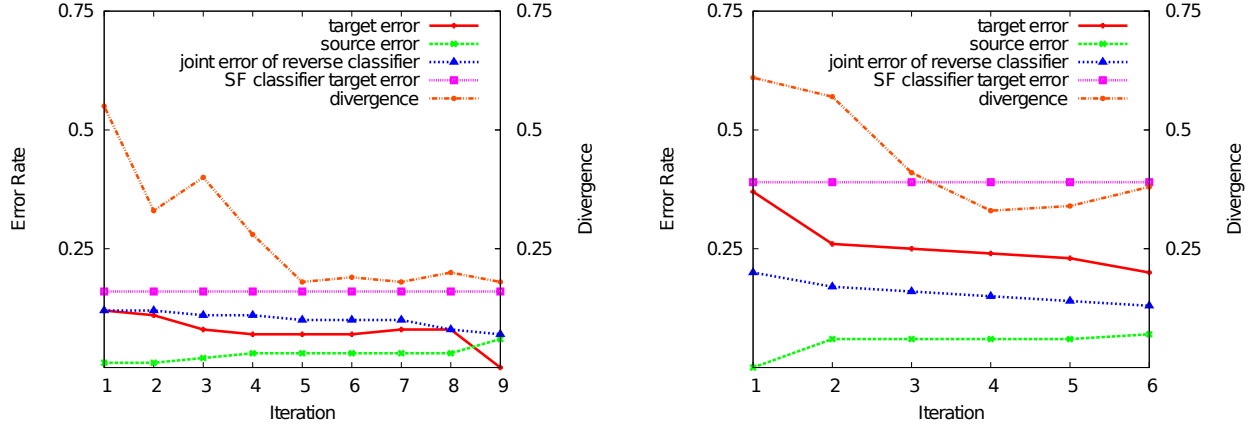 0.75
0.5
0.25
Error Rate
target error
source error
joint error of reverse classifier
SF classifier target error
divergence
0.75
0.5
0.25
Divergence
1 2 3 4 5 6 7 8 9
Iteration
0.75
0.5
0.25
Error Rate
target error
source error
joint error of reverse classifier
SF classifier target error
divergence
0.75
0.5
0.25
Divergence
1 2 3 4 5 6
Iteration